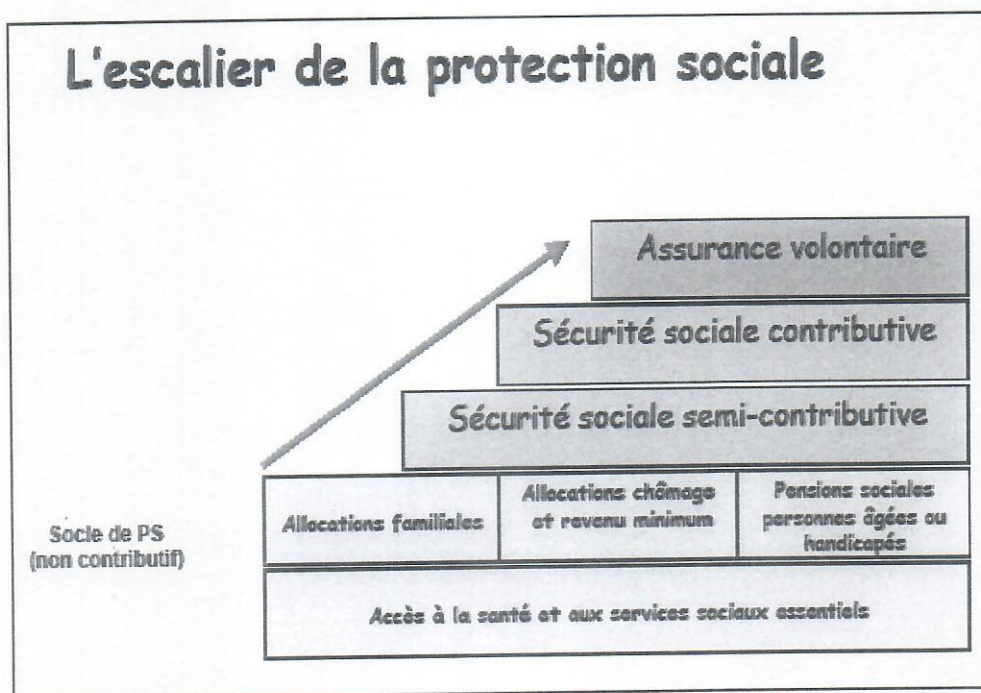 L'escalier de la protection sociale
Assurance volontaire
Sécurité sociale contributive
Sécurité sociale semi-contributive
Allocations familiales
Allocations chômage
et revenu minimum
Pensions sociales
personnes âgées ou
handicapés
Socle de PS
(non contributif)
Accès à la santé et aux services sociaux essentiels